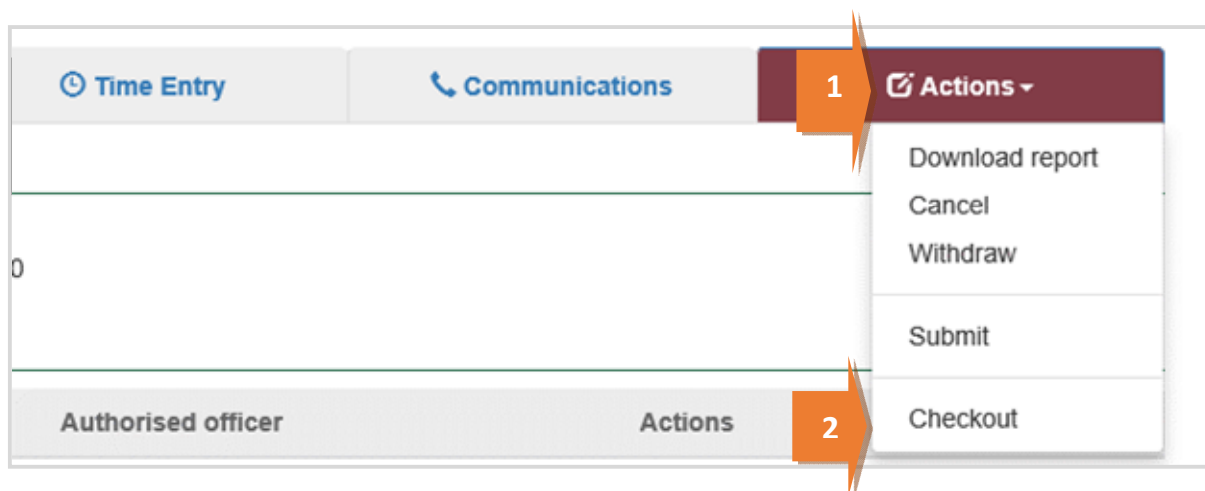 Time Entry
Communications
1
Actions
Download report
Cancel
Withdraw
0
Submit
Authorised officer
Actions
2
Checkout